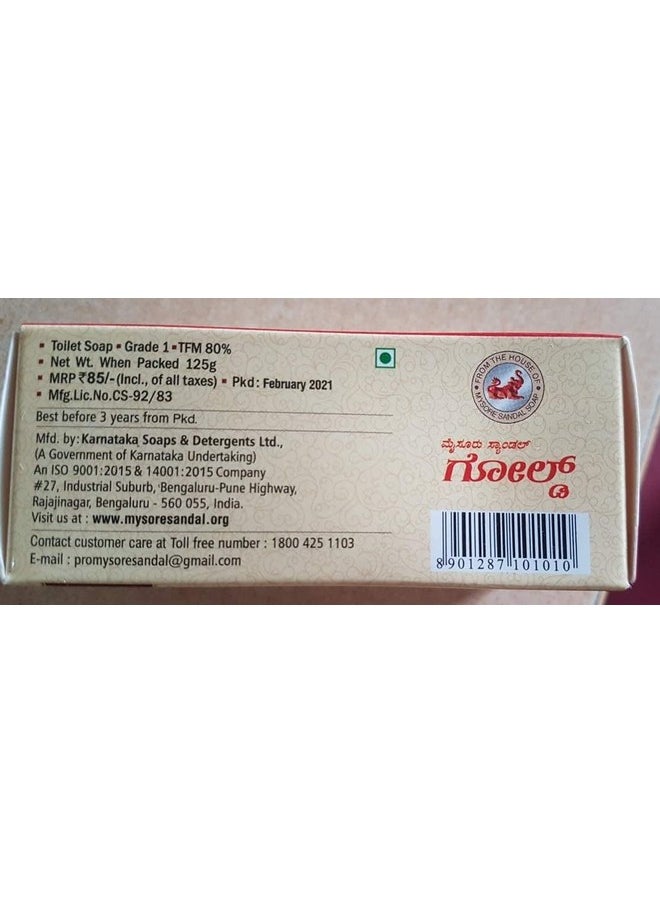 ▪ Toilet Soap ▪ Grade 1 ▪ TFM 80%
▪ Net Wt. When Packed 125g
▪ MRP ₹85/- (Incl., of all taxes) ▪ Pkd: February 2021
▪ Mfg.Lic.No.CS-92/83
Best before 3 years from Pkd.
Mfd. by: Karnataka Soaps & Detergents Ltd.,
(A Government of Karnataka Undertaking)
An ISO 9001:2015 & 14001:2015 Company
#27, Industrial Suburb, Bengaluru-Pune Highway,
Rajajinagar, Bengaluru - 560 055, India.
Visit us at : www.mysoresandal.org
Contact customer care at Toll free number : 1800 425 1103
E-mail : promysoresandal@gmail.com
FROM THE HOUSE OF
MYSORE SANDAL SOAP
ಮೈಸೂರು ಸ್ಯಾಂಡಲ್
ಗೋಲ್ಡ್
8 901287 101010